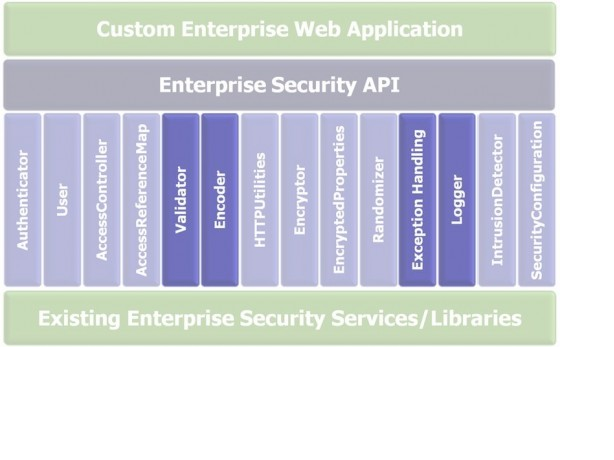 Custom Enterprise Web Application
Enterprise Security API
Authenticator
User
AccessController
AccessReferenceMap
Validator
Encoder
HTTPUtilities
Encryptor
EncryptedProperties
Randomizer
Exception Handling
Logger
IntrusionDetector
SecurityConfiguration
Existing Enterprise Security Services/Libraries